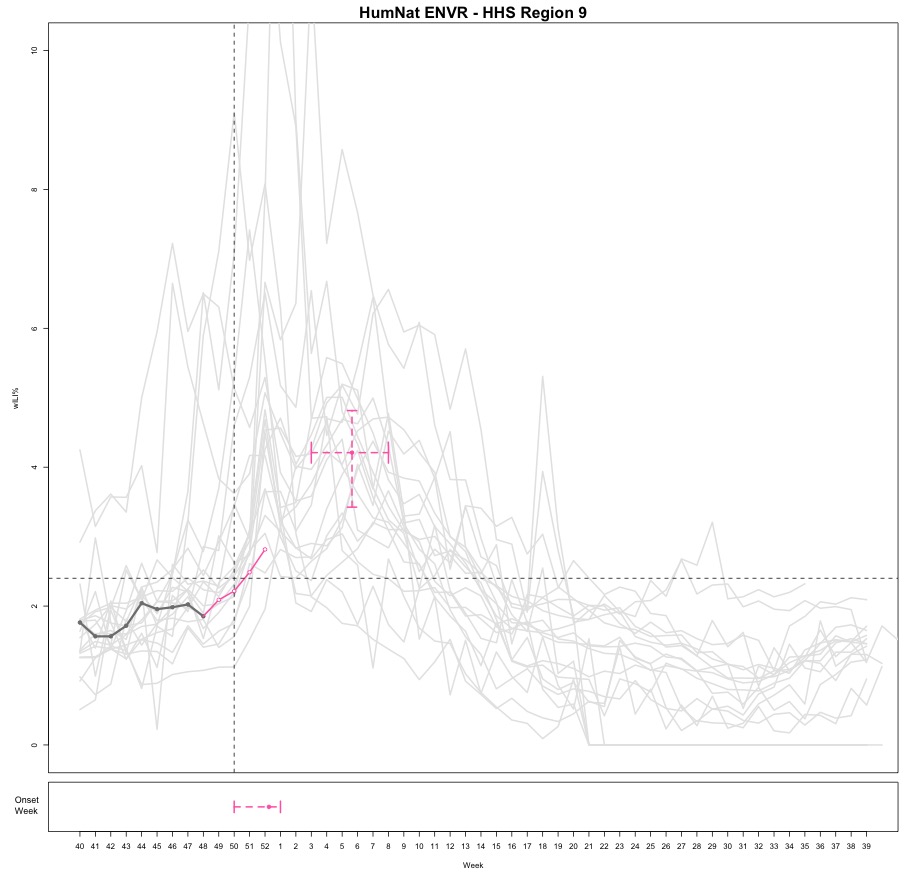 HumNat ENVR - HHS Region 9
10
8
6
4
2
0
wILI%
Onset
Week
40 41 42 43 44 45 46 47 48 49 50 51 52 1 2 3 4 5 6 7 8 9 10 11 12 13 14 15 16 17 18 19 20 21 22 23 24 25 26 27 28 29 30 31 32 33 34 35 36 37 38 39
Week